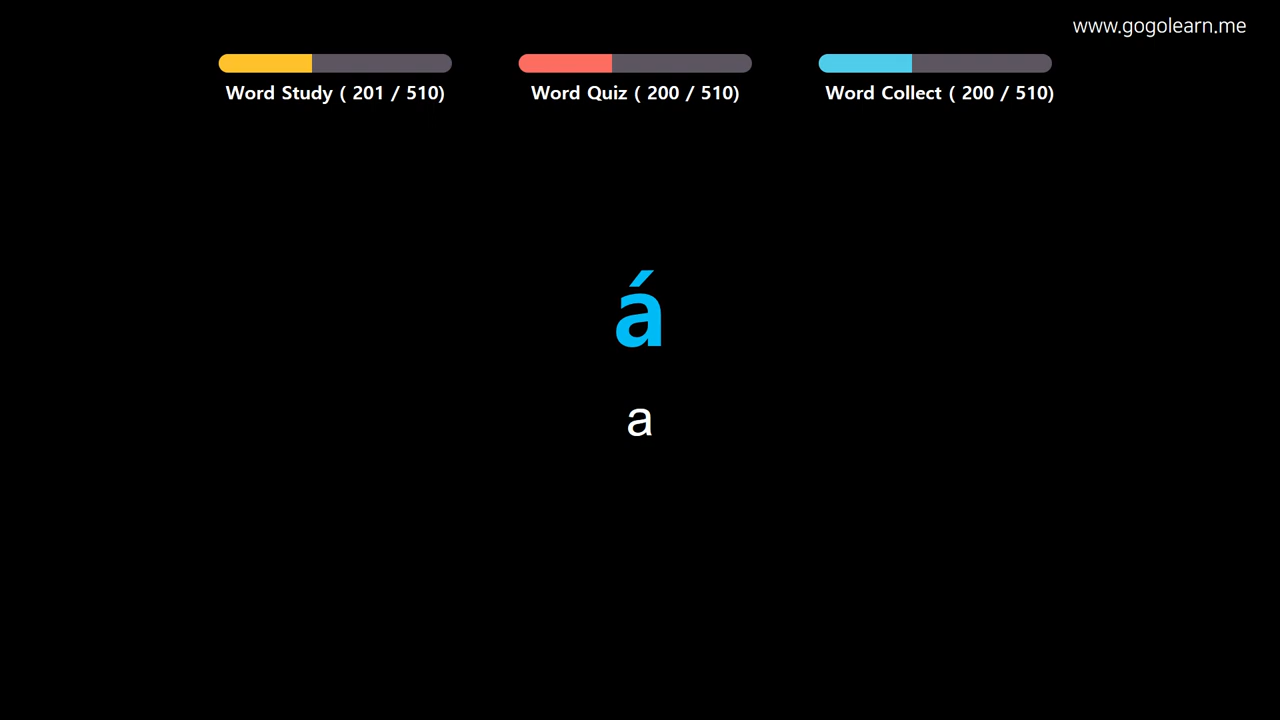 www.gogolearn.me
Word Study ( 201 / 510)
Word Quiz ( 200 / 510)
Word Collect ( 200 / 510)
á
a